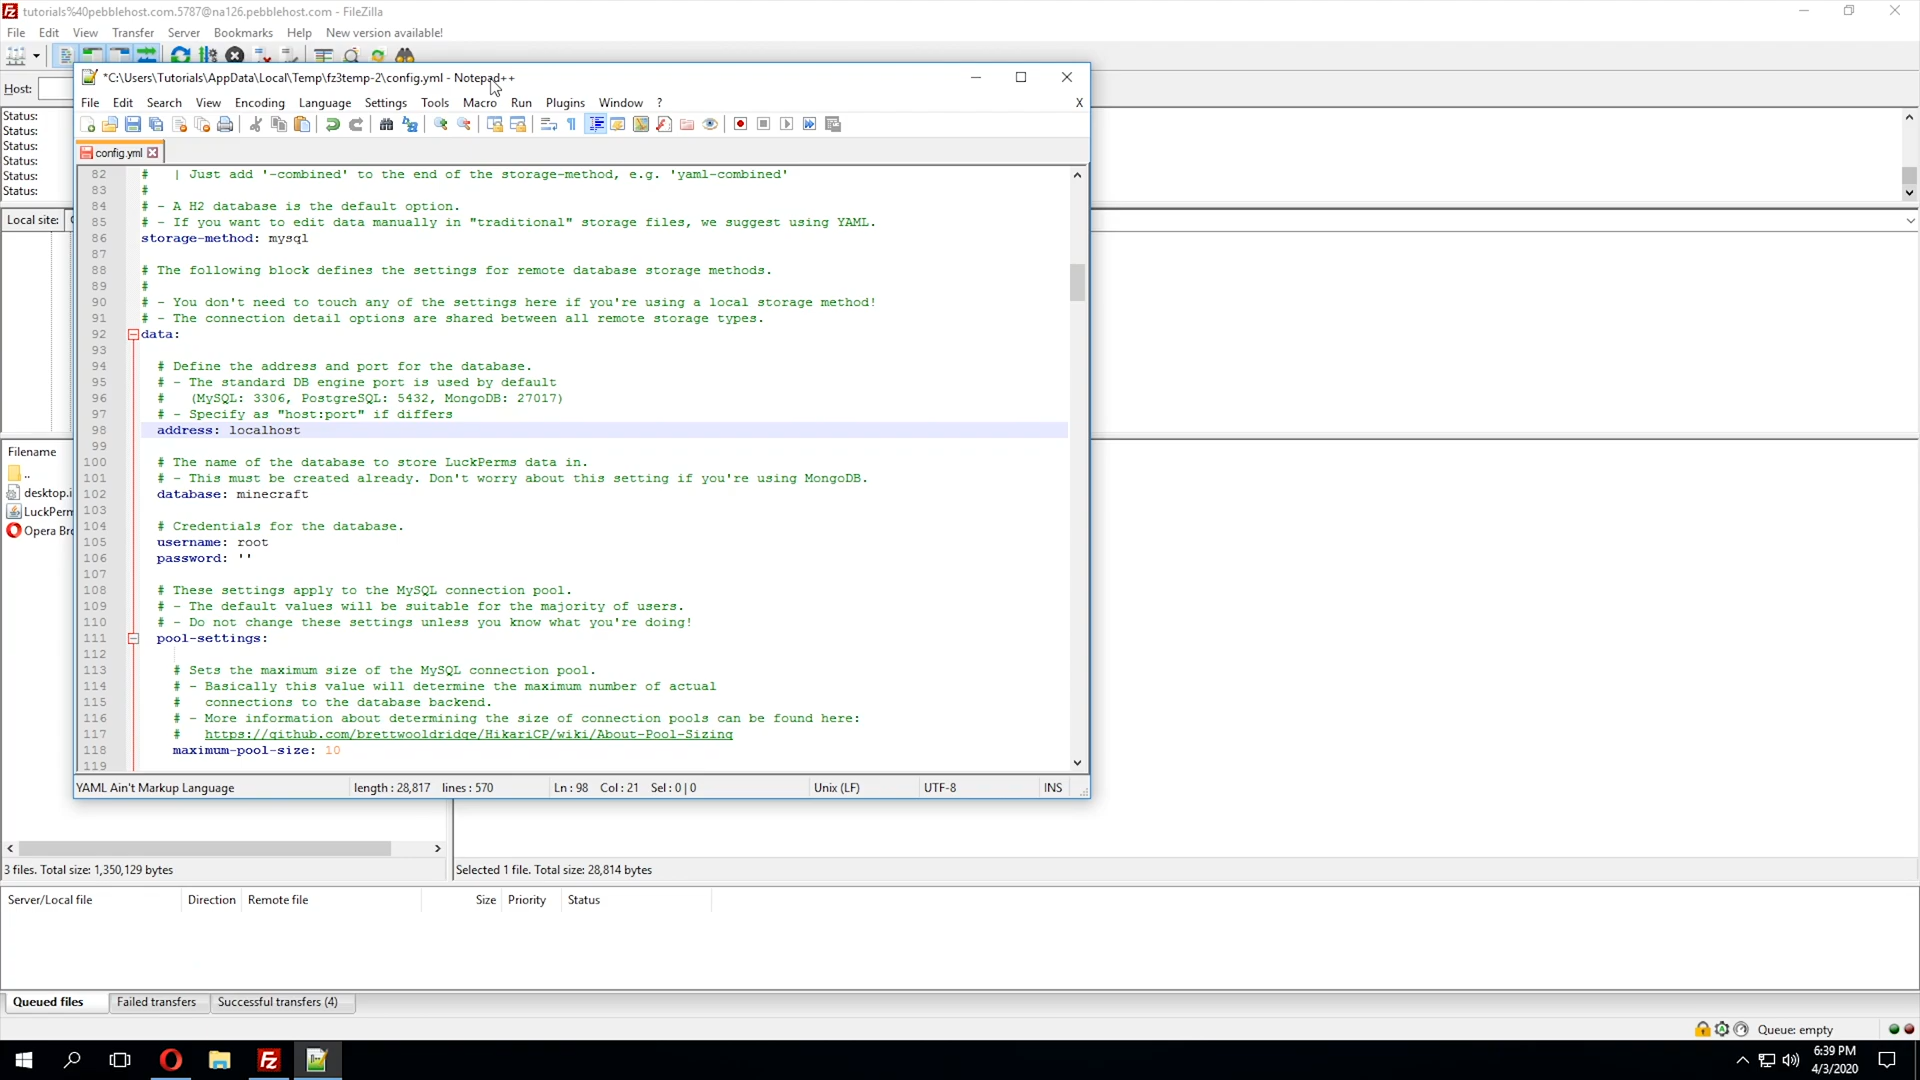 tutorials%40pebblehost.com.5787@na126.pebblehost.com - FileZilla
File Edit View Transfer Server Bookmarks Help New version available!
Host:
Status:
Status:
Status:
Status:
Status:
Status:
Local site:
Filename
..
desktop.i
LuckPerm
Opera Bro
*C:\Users\Tutorials\AppData\Local\Temp\fz3temp-2\config.yml - Notepad++
File Edit Search View Encoding Language Settings Tools Macro Run Plugins Window ? X
config.yml
82 #   | Just add '-combined' to the end of the storage-method, e.g. 'yaml-combined'
83 #
84 # - A H2 database is the default option.
85 # - If you want to edit data manually in "traditional" storage files, we suggest using YAML.
86 storage-method: mysql
87
88 # The following block defines the settings for remote database storage methods.
89 #
90 # - You don't need to touch any of the settings here if you're using a local storage method!
91 # - The connection detail options are shared between all remote storage types.
92 data:
93
94   # Define the address and port for the database.
95   # - The standard DB engine port is used by default
96   #   (MySQL: 3306, PostgreSQL: 5432, MongoDB: 27017)
97   # - Specify as "host:port" if differs
98   address: localhost
99
100   # The name of the database to store LuckPerms data in.
101   # - This must be created already. Don't worry about this setting if you're using MongoDB.
102   database: minecraft
103
104   # Credentials for the database.
105   username: root
106   password: ''
107
108   # These settings apply to the MySQL connection pool.
109   # - The default values will be suitable for the majority of users.
110   # - Do not change these settings unless you know what you're doing!
111   pool-settings:
112
113     # Sets the maximum size of the MySQL connection pool.
114     # - Basically this value will determine the maximum number of actual
115     #   connections to the database backend.
116     # - More information about determining the size of connection pools can be found here:
117     #   https://github.com/brettwooldridge/HikariCP/wiki/About-Pool-Sizing
118     maximum-pool-size: 10
119
YAML Ain't Markup Language length : 28,817 lines : 570 Ln : 98 Col : 21 Sel : 0 | 0 Unix (LF) UTF-8 INS
3 files. Total size: 1,350,129 bytes
Selected 1 file. Total size: 28,814 bytes
Server/Local file Direction Remote file Size Priority Status
Queued files Failed transfers Successful transfers (4)
Queue: empty
6:39 PM
4/3/2020